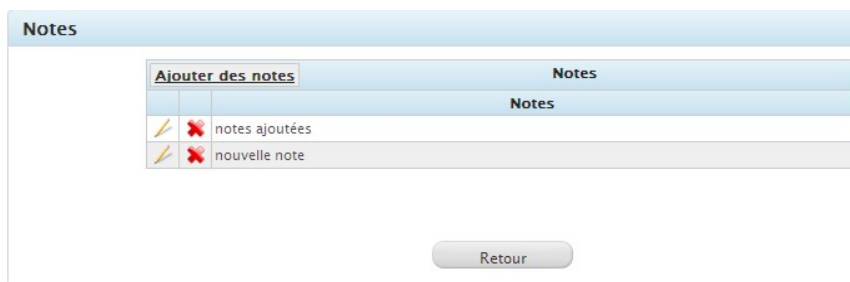 Notes
Ajouter des notes Notes
Notes
notes ajoutées
nouvelle note
Retour